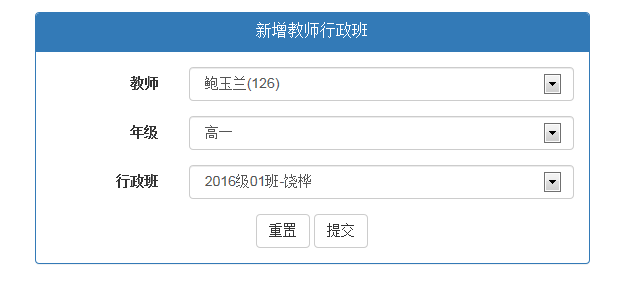 新增教师行政班
教师 鲍玉兰(126)
年级 高一
行政班 2016级01班-饶桦
重置 提交